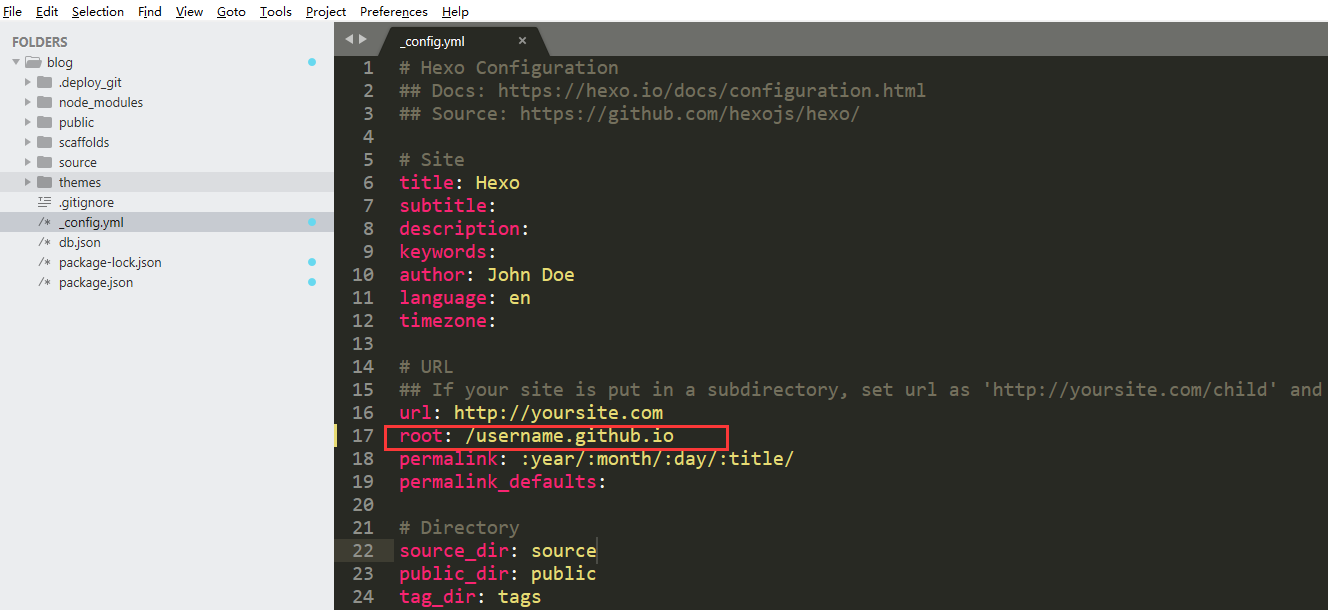 File Edit Selection Find View Goto Tools Project Preferences Help
FOLDERS
blog
.deploy_git
node_modules
public
scaffolds
source
themes
.gitignore
/* _config.yml
/* db.json
/* package-lock.json
/* package.json
_config.yml ×
1 # Hexo Configuration
2 ## Docs: https://hexo.io/docs/configuration.html
3 ## Source: https://github.com/hexojs/hexo/
4
5 # Site
6 title: Hexo
7 subtitle:
8 description:
9 keywords:
10 author: John Doe
11 language: en
12 timezone:
13
14 # URL
15 ## If your site is put in a subdirectory, set url as 'http://yoursite.com/child' and
16 url: http://yoursite.com
17 root: /username.github.io
18 permalink: :year/:month/:day/:title/
19 permalink_defaults:
20
21 # Directory
22 source_dir: source
23 public_dir: public
24 tag_dir: tags